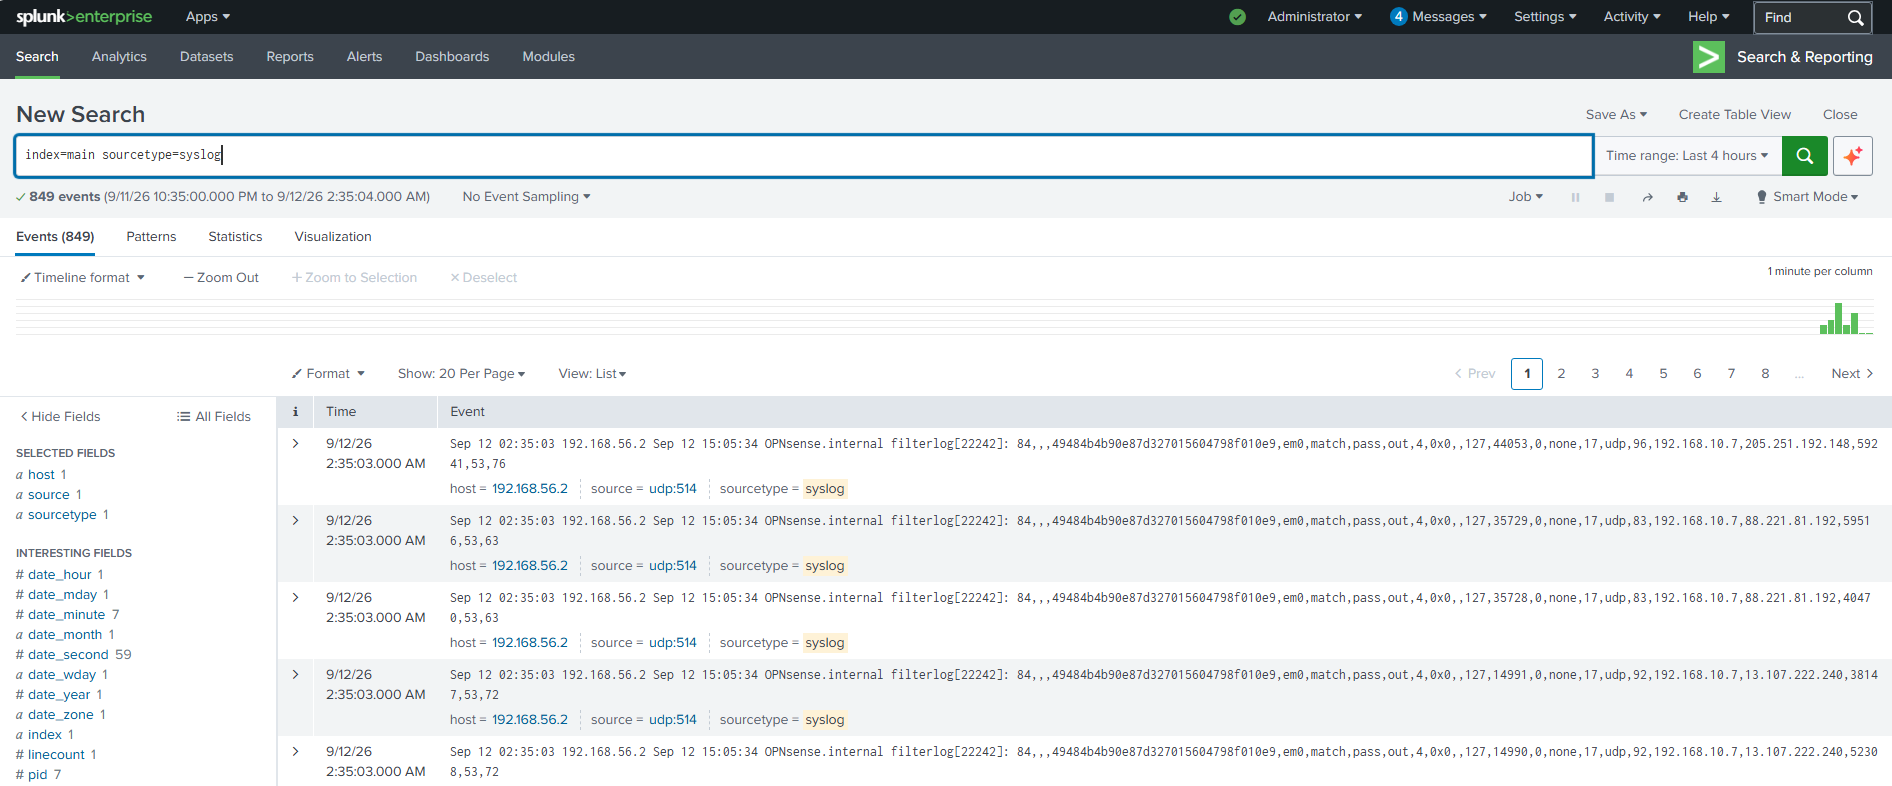 splunk>enterprise Apps Administrator 4 Messages Settings Activity Help Find
Search Analytics Datasets Reports Alerts Dashboards Modules > Search & Reporting
New Search Save As Create Table View Close
index=main sourcetype=syslog Time range: Last 4 hours
849 events (9/11/26 10:35:00.000 PM to 9/12/26 2:35:04.000 AM) No Event Sampling Job Smart Mode
Events (849) Patterns Statistics Visualization
Timeline format — Zoom Out + Zoom to Selection × Deselect 1 minute per column
Format Show: 20 Per Page View: List < Prev 1 2 3 4 5 6 7 8 ... Next >
< Hide Fields All Fields
SELECTED FIELDS
a host 1
a source 1
a sourcetype 1
INTERESTING FIELDS
# date_hour 1
# date_mday 1
# date_minute 7
a date_month 1
# date_second 59
a date_wday 1
# date_year 1
a date_zone 1
a index 1
# linecount 1
# pid 7
i Time Event
> 9/12/26 Sep 12 02:35:03 192.168.56.2 Sep 12 15:05:34 OPNsense.internal filterlog[22242]: 84,,,49484b4b90e87d327015604798f010e9,em0,match,pass,out,4,0x0,,127,44053,0,none,17,udp,96,192.168.10.7,205.251.192.148,592
2:35:03.000 AM 41,53,76
host = 192.168.56.2 source = udp:514 sourcetype = syslog
> 9/12/26 Sep 12 02:35:03 192.168.56.2 Sep 12 15:05:34 OPNsense.internal filterlog[22242]: 84,,,49484b4b90e87d327015604798f010e9,em0,match,pass,out,4,0x0,,127,35729,0,none,17,udp,83,192.168.10.7,88.221.81.192,5951
2:35:03.000 AM 6,53,63
host = 192.168.56.2 source = udp:514 sourcetype = syslog
> 9/12/26 Sep 12 02:35:03 192.168.56.2 Sep 12 15:05:34 OPNsense.internal filterlog[22242]: 84,,,49484b4b90e87d327015604798f010e9,em0,match,pass,out,4,0x0,,127,35728,0,none,17,udp,83,192.168.10.7,88.221.81.192,4047
2:35:03.000 AM 0,53,63
host = 192.168.56.2 source = udp:514 sourcetype = syslog
> 9/12/26 Sep 12 02:35:03 192.168.56.2 Sep 12 15:05:34 OPNsense.internal filterlog[22242]: 84,,,49484b4b90e87d327015604798f010e9,em0,match,pass,out,4,0x0,,127,14991,0,none,17,udp,92,192.168.10.7,13.107.222.240,3814
2:35:03.000 AM 7,53,72
host = 192.168.56.2 source = udp:514 sourcetype = syslog
> 9/12/26 Sep 12 02:35:03 192.168.56.2 Sep 12 15:05:34 OPNsense.internal filterlog[22242]: 84,,,49484b4b90e87d327015604798f010e9,em0,match,pass,out,4,0x0,,127,14990,0,none,17,udp,92,192.168.10.7,13.107.222.240,5230
2:35:03.000 AM 8,53,72